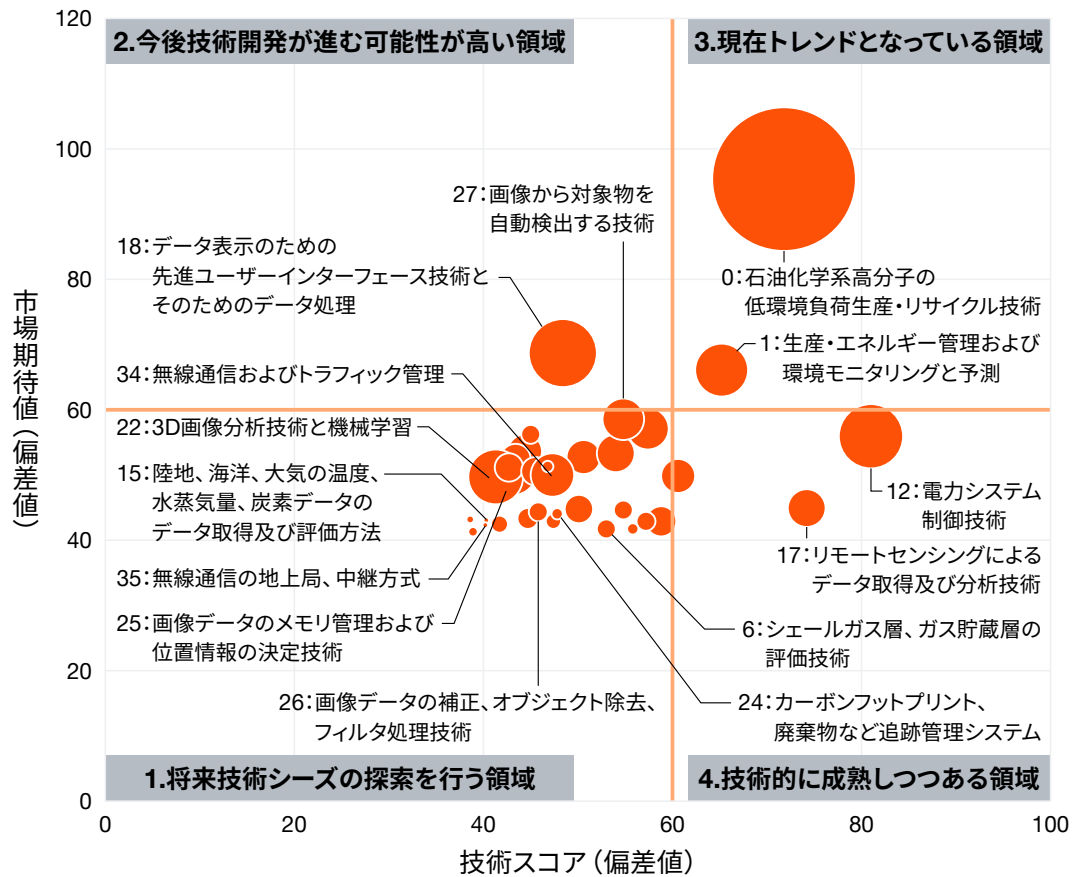 120
100
80
60
40
20
0
市場期待値（偏差値）
2.今後技術開発が進む可能性が高い領域
3.現在トレンドとなっている領域
27：画像から対象物を
自動検出する技術
18：データ表示のための
先進ユーザーインターフェース技術と
そのためのデータ処理
0：石油化学系高分子の
低環境負荷生産・リサイクル技術
1：生産・エネルギー管理および
環境モニタリングと予測
34：無線通信およびトラフィック管理
22：3D画像分析技術と機械学習
15：陸地、海洋、大気の温度、
水蒸気量、炭素データの
データ取得及び評価方法
12：電力システム
制御技術
17：リモートセンシングによる
データ取得及び分析技術
35：無線通信の地上局、中継方式
25：画像データのメモリ管理および
位置情報の決定技術
6：シェールガス層、ガス貯蔵層の
評価技術
26：画像データの補正、オブジェクト除去、
フィルタ処理技術
24：カーボンフットプリント、
廃棄物など追跡管理システム
1.将来技術シーズの探索を行う領域
4.技術的に成熟しつつある領域
0 20 40 60 80 100
技術スコア（偏差値）